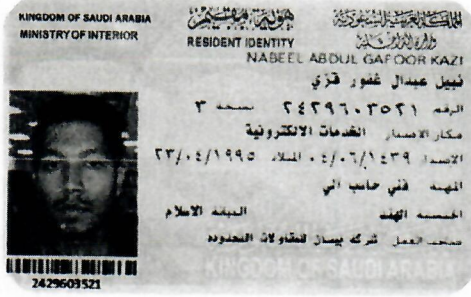 KINGDOM OF SAUDI ARABIA
MINISTRY OF INTERIOR
هوية مقيم
RESIDENT IDENTITY
المملكة العربية السعودية
وزارة الداخلية
NABEEL ABDUL GAFOOR KAZI
نبيل عبدال غفور قزي
الرقم ٢٤٢٩٦٠٣٥٢١ نسخة ٣
مكان الاصدار الخدمات الالكترونية
الاصدار ٠٤/٠٦/١٤٣٩ الميلاد ٢٣/٠٤/١٩٩٥
المهنة فني حاسب الي
الجنسية الهند الديانة الاسلام
صاحب العمل شركة بيسان للمقاولات المحدوده
KINGDOM OF SAUDI ARABIA
2429603521